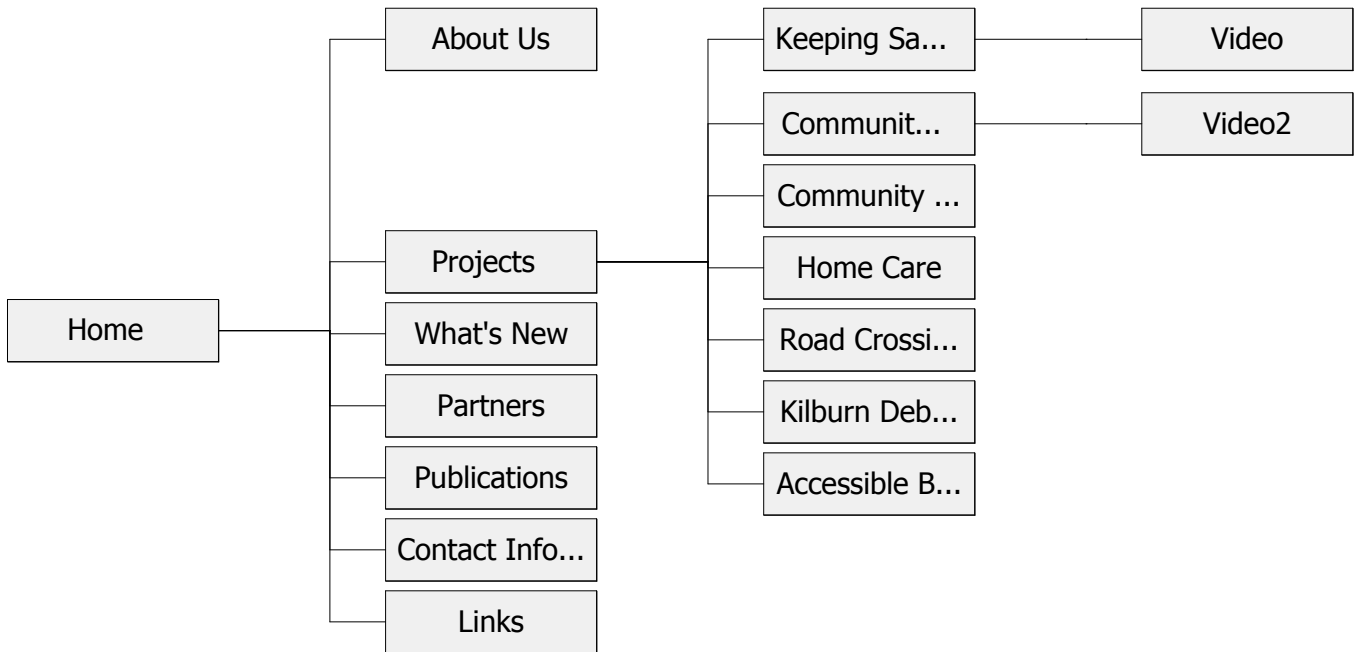 Home
About Us
Projects
What's New
Partners
Publications
Contact Info...
Links
Keeping Sa...
Communit...
Community ...
Home Care
Road Crossi...
Kilburn Deb...
Accessible B...
Video
Video2